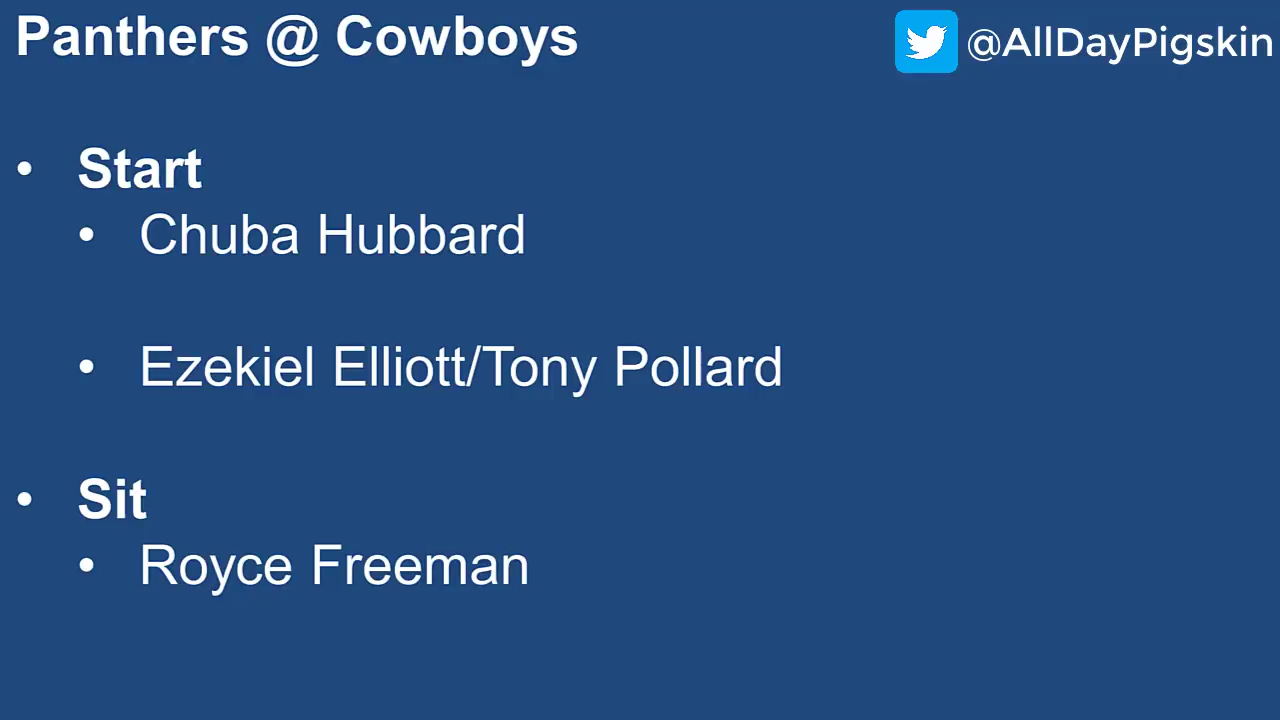 Panthers @ Cowboys
@AllDayPigskin
• Start
• Chuba Hubbard
• Ezekiel Elliott/Tony Pollard
• Sit
• Royce Freeman